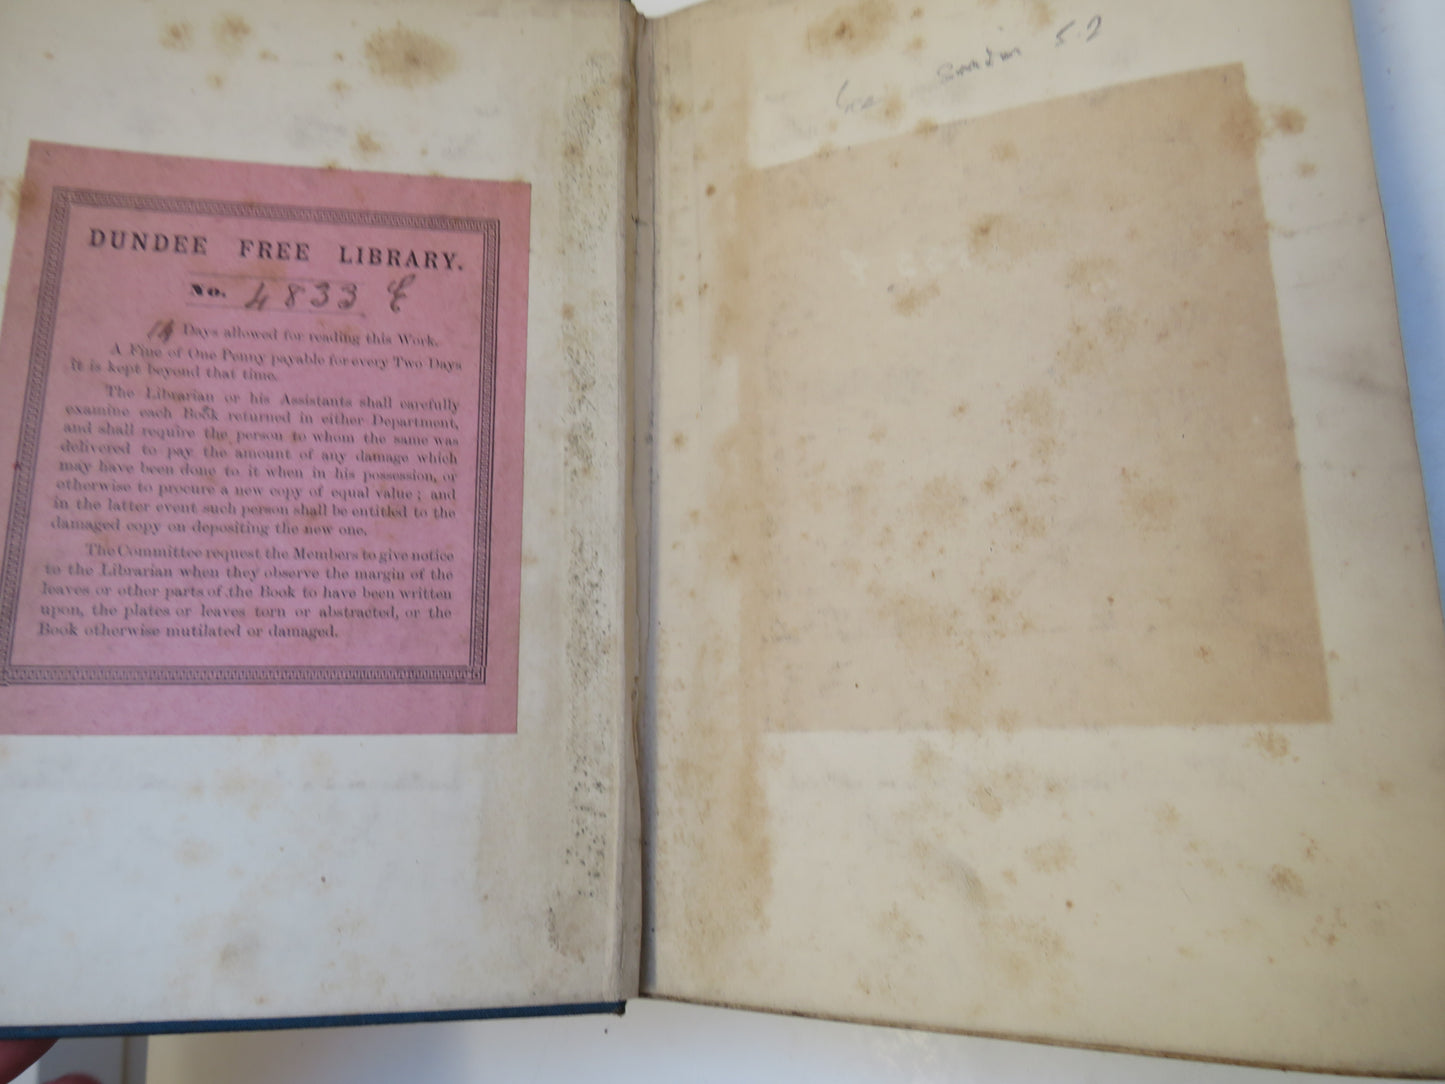 DUNDEE FREE LIBRARY.
No. 4833 E
14 Days allowed for reading this Work.
A Fine of One Penny payable for every Two Days
it is kept beyond that time.
The Librarian or his Assistants shall carefully
examine each Book returned in either Department,
and shall require the person to whom the same was
delivered to pay the amount of any damage which
may have been done to it when in his possession, or
otherwise to procure a new copy of equal value; and
in the latter event such person shall be entitled to the
damaged copy on depositing the new one.
The Committee request the Members to give notice
to the Librarian when they observe the margin of the
leaves or other parts of the Book to have been written
upon, the plates or leaves torn or abstracted, or the
Book otherwise mutilated or damaged.
52